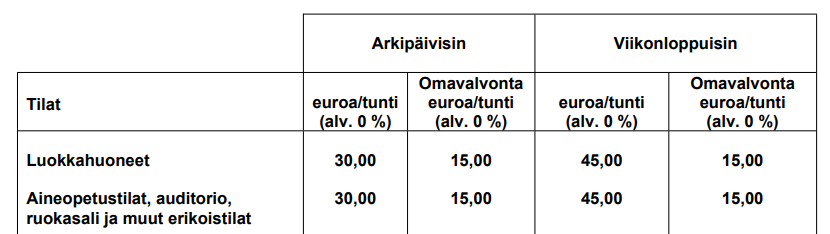 Arkipäivisin Viikonloppuisin
Omavalvonta Omavalvonta
Tilat euroa/tunti euroa/tunti euroa/tunti euroa/tunti
(alv. 0 %) (alv. 0 %) (alv. 0 %) (alv. 0 %)
Luokkahuoneet 30,00 15,00 45,00 15,00
Aineopetustilat, auditorio, 30,00 15,00 45,00 15,00
ruokasali ja muut erikoistilat